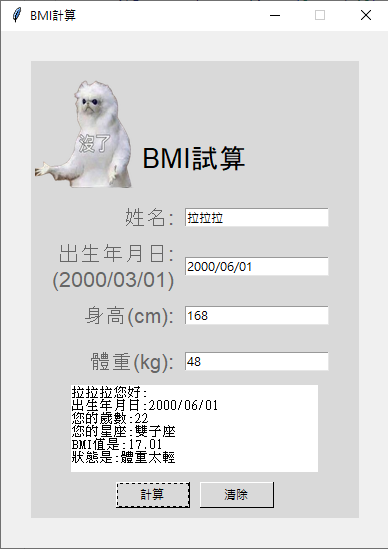 BMI計算
沒了
BMI試算
姓名:
拉拉拉
出生年月日:
(2000/03/01)
2000/06/01
身高(cm):
168
體重(kg):
48
拉拉拉您好:
出生年月日:2000/06/01
您的歲數:22
您的星座:雙子座
BMI值是:17.01
狀態是:體重太輕
計算
清除